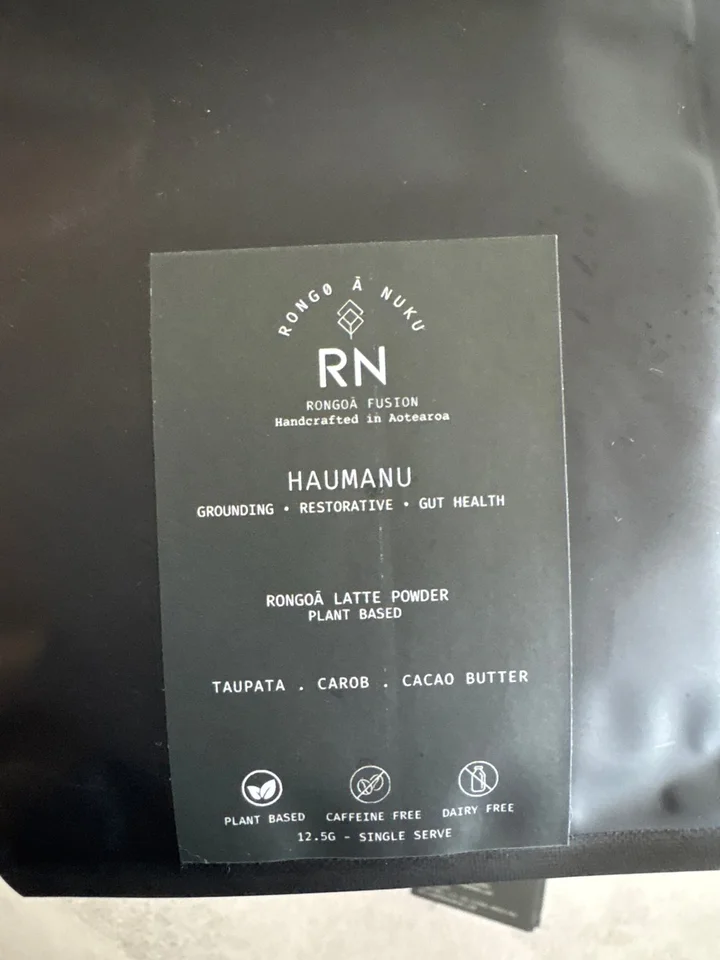 RONGO Ā NUKU
RN
RONGOĀ FUSION
Handcrafted in Aotearoa
HAUMANU
GROUNDING • RESTORATIVE • GUT HEALTH
RONGOĀ LATTE POWDER
PLANT BASED
TAUPATA . CAROB . CACAO BUTTER
PLANT BASED
CAFFEINE FREE
DAIRY FREE
12.5G - SINGLE SERVE